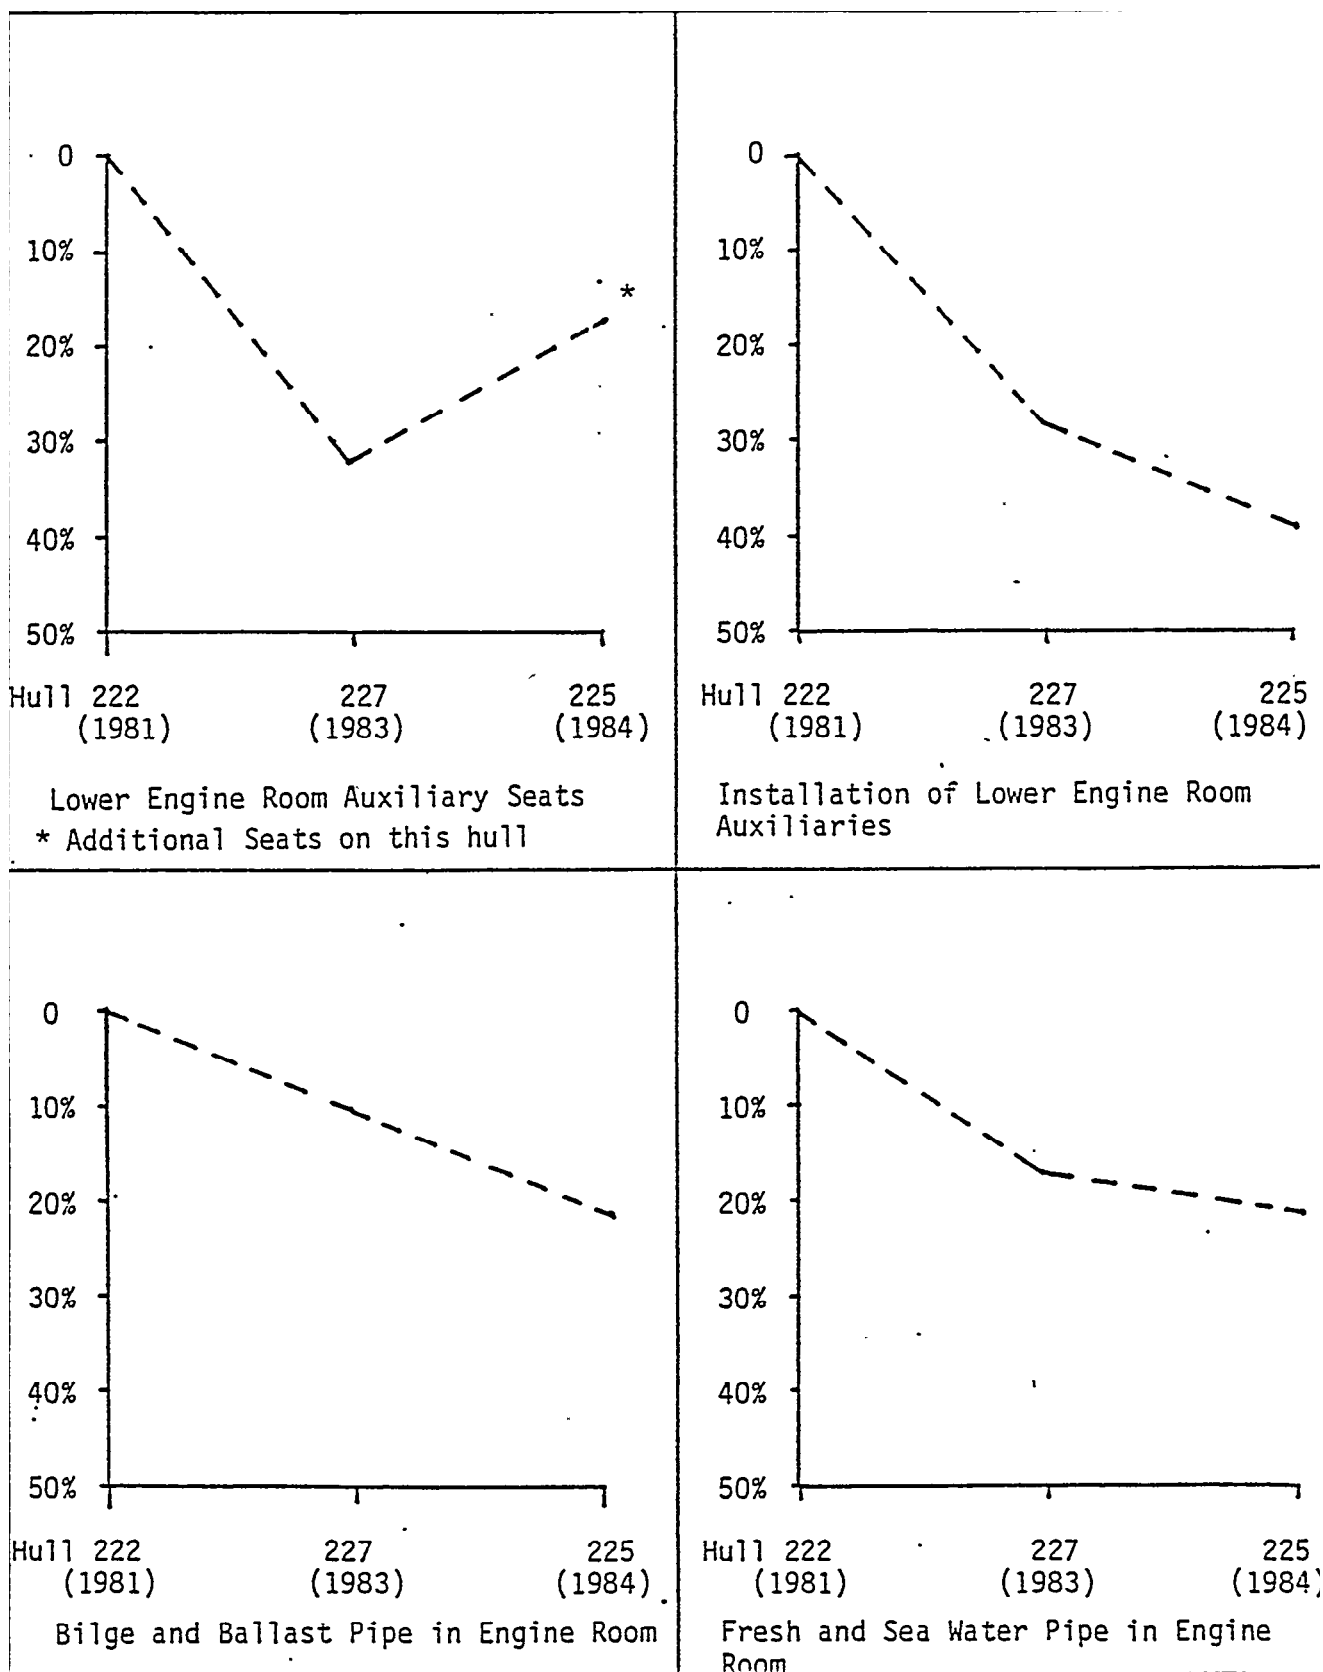 0
10%
20%
30%
40%
50%
*
Hull 222 227 225
(1981) (1983) (1984)
Lower Engine Room Auxiliary Seats
* Additional Seats on this hull
0
10%
20%
30%
40%
50%
Hull 222 227 225
(1981) (1983) (1984)
Installation of Lower Engine Room
Auxiliaries
0
10%
20%
30%
40%
50%
Hull 222 227 225
(1981) (1983) (1984)
Bilge and Ballast Pipe in Engine Room
0
10%
20%
30%
40%
50%
Hull 222 227 225
(1981) (1983) (1984)
Fresh and Sea Water Pipe in Engine
Room